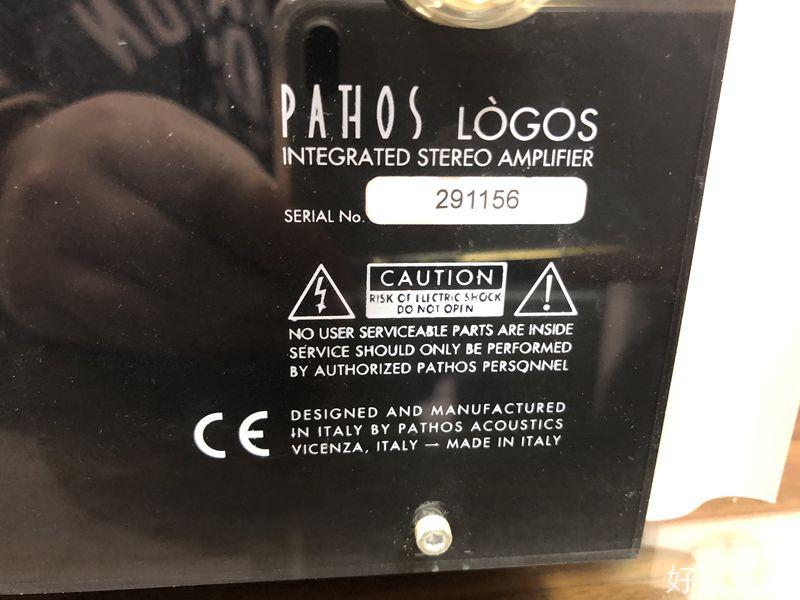 PATHOS LÒGOS
INTEGRATED STEREO AMPLIFIER
SERIAL No. 291156
CAUTION
RISK OF ELECTRIC SHOCK
DO NOT OPEN
NO USER SERVICEABLE PARTS ARE INSIDE
SERVICE SHOULD ONLY BE PERFORMED
BY AUTHORIZED PATHOS PERSONNEL
CE
DESIGNED AND MANUFACTURED
IN ITALY BY PATHOS ACOUSTICS
VICENZA, ITALY — MADE IN ITALY
好